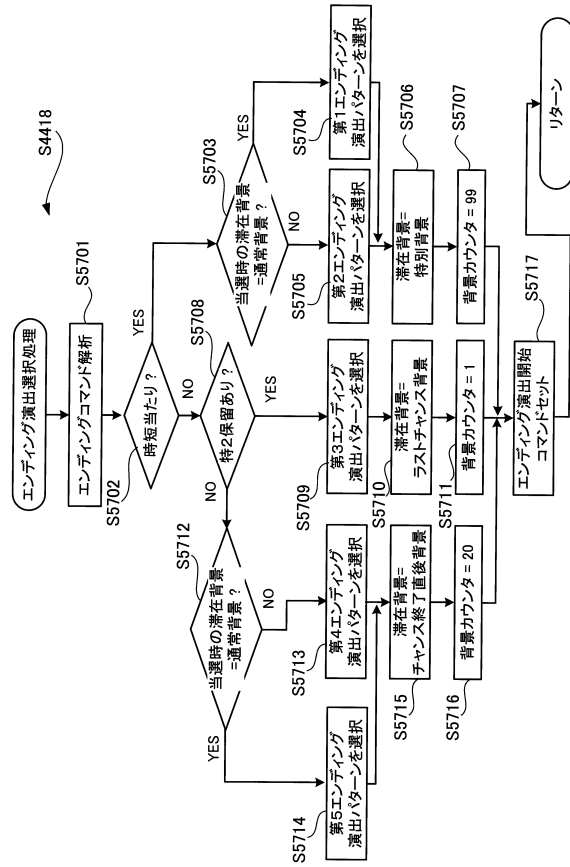 S4418
エンディング演出選択処理
S5701
エンディングコマンド解析
S5702
時短当たり？
YES
NO
S5703
当選時の滞在背景
=通常背景？
YES
NO
S5704
第1エンディング
演出パターンを選択
S5705
第2エンディング
演出パターンを選択
S5706
滞在背景=
特別背景
S5707
背景カウンタ = 99
S5708
特2保留あり？
YES
NO
S5709
第3エンディング
演出パターンを選択
S5710
滞在背景=
ラストチャンス背景
S5711
背景カウンタ = 1
S5712
当選時の滞在背景
=通常背景？
NO
YES
S5713
第4エンディング
演出パターンを選択
S5714
第5エンディング
演出パターンを選択
S5715
滞在背景=
チャンス終了直後背景
S5716
背景カウンタ = 20
S5717
エンディング演出開始
コマンドセット
リターン